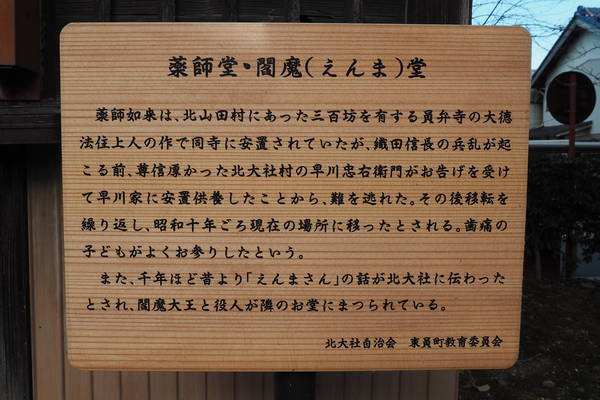 薬師堂・閻魔（えんま）堂
薬師如来は、北山田村にあった三百坊を有する員弁寺の大徳
法住上人の作で同寺に安置されていたが、織田信長の兵乱が起
こる前、尊信厚かった北大社村の早川忠右衛門がお告げを受け
て早川家に安置供養したことから、難を逃れた。その後移転を
繰り返し、昭和十年ごろ現在の場所に移ったとされる。歯痛の
子どもがよくお参りしたという。
また、千年ほど昔より「えんまさん」の話が北大社に伝わった
とされ、閻魔大王と役人が隣のお堂にまつられている。
北大社自治会　東員町教育委員会